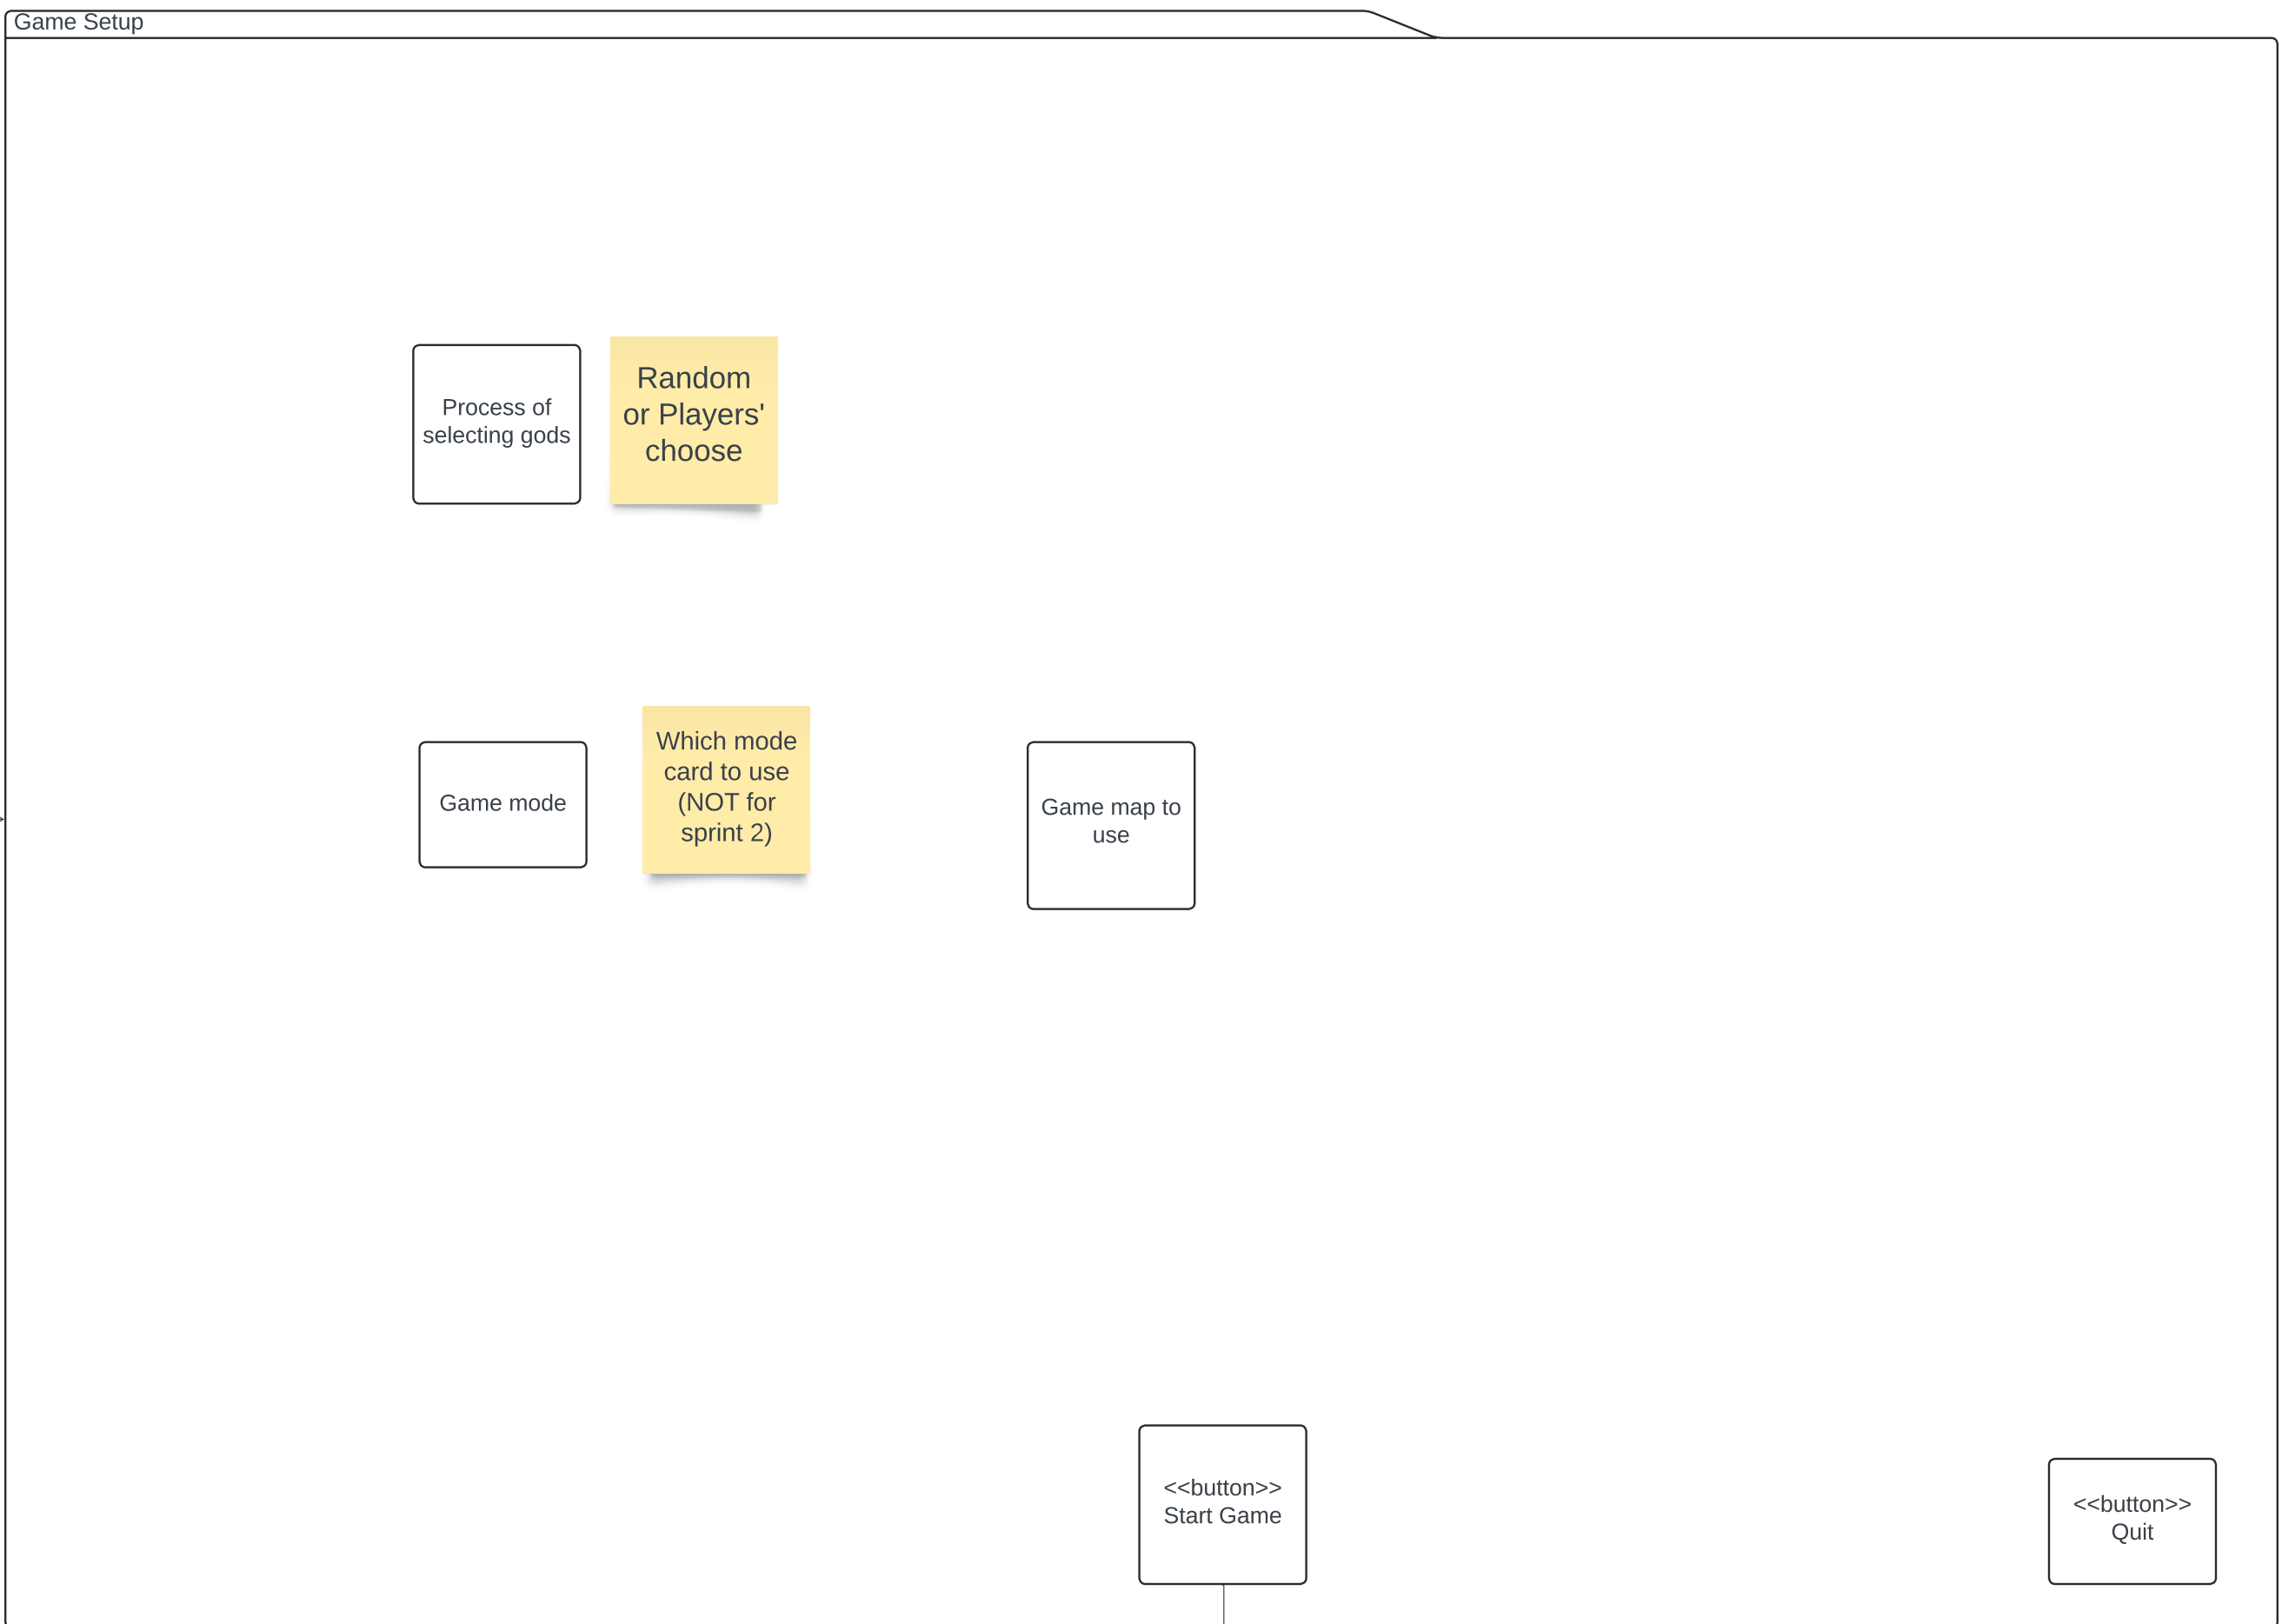 Game Setup
Process of
selecting gods
Random
or Players'
choose
Game mode
Which mode
card to use
(NOT for
sprint 2)
Game map to
use
<<button>>
Start Game
<<button>>
Quit